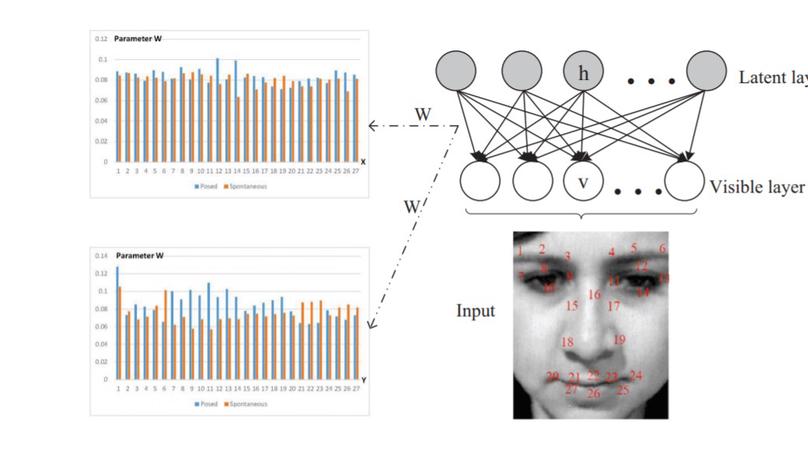 Parameter W
0.12
0.1
0.08
0.06
0.04
0.02
0
1 2 3 4 5 6 7 8 9 10 11 12 13 14 15 16 17 18 19 20 21 22 23 24 25 26 27
X
Posed Spontaneous
Parameter W
0.14
0.12
0.1
0.08
0.06
0.04
0.02
0
1 2 3 4 5 6 7 8 9 10 11 12 13 14 15 16 17 18 19 20 21 22 23 24 25 26 27
Y
Posed Spontaneous
W
W
h
Latent lay
v
Visible layer
Input
1 2 3 4 5 6
12
14
16
15 17
18 19
20 21 22 23 24
27 26 25